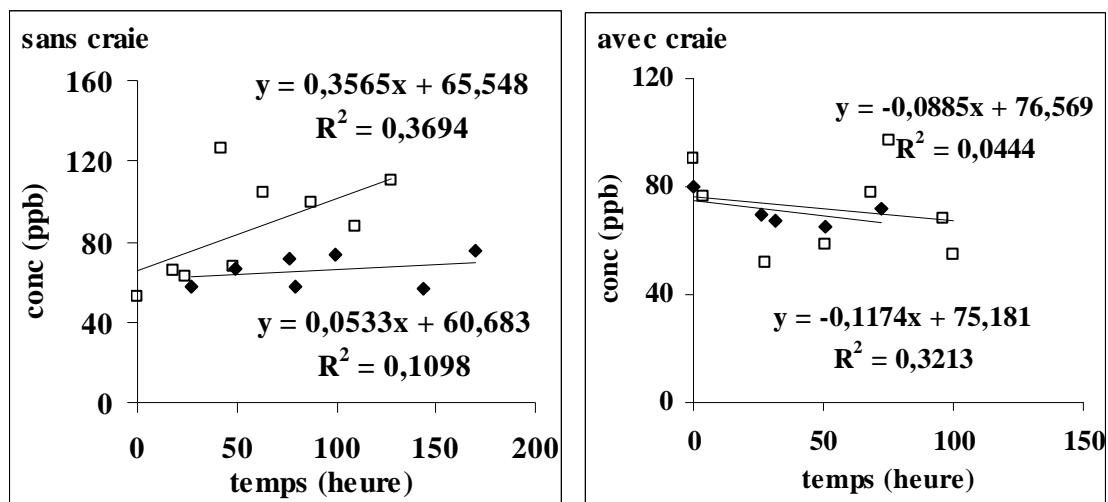 sans craie
160
120
80
40
0
conc (ppb)
y = 0,3565x + 65,548
R² = 0,3694
y = 0,0533x + 60,683
R² = 0,1098
0 50 100 150 200
temps (heure)
avec craie
120
80
40
0
conc (ppb)
y = -0,0885x + 76,569
R² = 0,0444
y = -0,1174x + 75,181
R² = 0,3213
0 50 100 150
temps (heure)